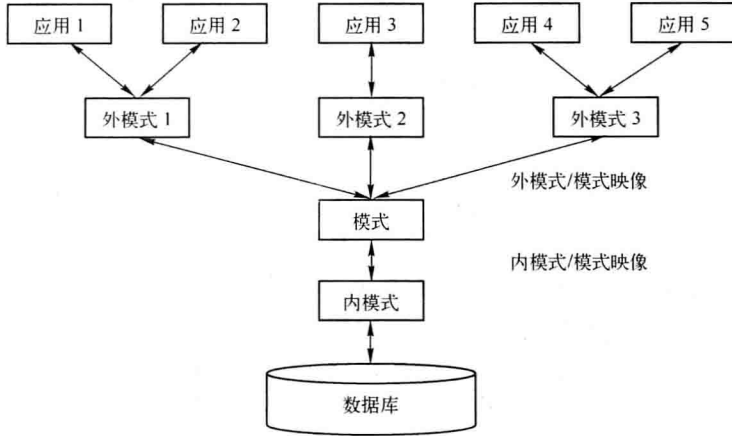 应用 1
应用 2
应用 3
应用 4
应用 5
外模式 1
外模式 2
外模式 3
外模式/模式映像
模式
内模式/模式映像
内模式
数据库